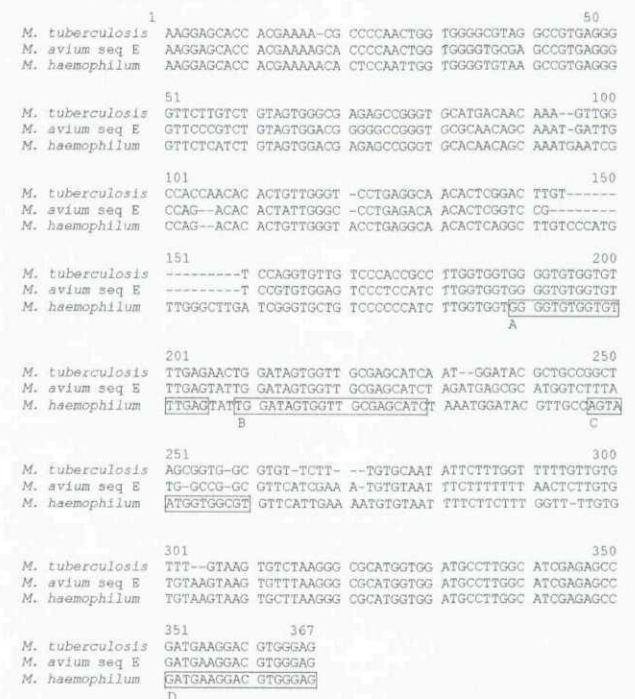 1 50
M. tuberculosis AAGGAGCACC ACGAAAA-CG CCCCAACTGG TGGGGCGTAG GCCGTGAGGG
M. avium seq E AAGGAGCACC ACGAAAAGCA CCCCAACTGG TGGGGTGCGA GCCGTGAGGG
M. haemophilum AAGGAGCACC ACGAAAAACA CTCCAATTGG TGGGGTGTAA GCCGTGAGGG
51 100
M. tuberculosis GTTCTTGTCT GTAGTGGGCG AGAGCCGGGT GCATGACAAC AAA--GTTGG
M. avium seq E GTTCCCGTCT GTAGTGGACG GGGGCCGGGT GCGCAACAGC AAAT-GATTG
M. haemophilum GTTCTCATCT GTAGTGGACG AGAGCCGGGT GCACAACAGC AAATGAATCG
101 150
M. tuberculosis CCACCAACAC ACTGTTGGGT -CCTGAGGCA ACACTCGGAC TTGT------
M. avium seq E CCAG--ACAC ACTATTGGGC -CCTGAGACA ACACTCGGTC CG--------
M. haemophilum CCAG--ACAC ACTGTTGGGT ACCTGAGGCA ACACTCAGGC TTGTCCCATG
151 200
M. tuberculosis ---------T CCAGGTGTTG TCCCACCGCC TTGGTGGTGG GGGTGTGGTGT
M. avium seq E ---------T CCGTGTGGAG TCCCTCCATC TTGGTGGTGG GGGTGTGGTGT
M. haemophilum TTGGGCTTGA TCGGGTGCTG TCCCCCCATC TTGGTGGTGG GGGTGTGGTGT
A
201 250
M. tuberculosis TTGAGAACTG GATAGTGGTT GCGAGCATCA AT--GGATAC GCTGCCGGCT
M. avium seq E TTGAGTATTG GATAGTGGTT GCGAGCATCT AGATGAGCGC ATGGTCTTTA
M. haemophilum TTGAGTATTG GATAGTGGTT GCGAGCATCT AAATGGATAC GTTGCCAGTA
B C
251 300
M. tuberculosis AGCGGTG-GC GTGT-TCTT- --TGTGCAAT ATTCTTTGGT TTTTGTTGTG
M. avium seq E TG-GCCG-GC GTTCATCGAA A-TGTGTAAT TTCTTTTTTT AACTCTTGTG
M. haemophilum ATGGTGGCGT GTTCATTGAA AATGTGTAAT TTTCTTCTTT GGTT-TTGTG
301 350
M. tuberculosis TTT--GTAAG TGTCTAAGGG CGCATGGTGG ATGCCTTGGC ATCGAGAGCC
M. avium seq E TGTAAGTAAG TGTTTAAGGG CGCATGGTGG ATGCCTTGGC ATCGAGAGCC
M. haemophilum TGTAAGTAAG TGCTTAAGGG CGCATGGTGG ATGCCTTGGC ATCGAGAGCC
351 367
M. tuberculosis GATGAAGGAC GTGGGAG
M. avium seq E GATGAAGGAC GTGGGAG
M. haemophilum GATGAAGGAC GTGGGAG
D